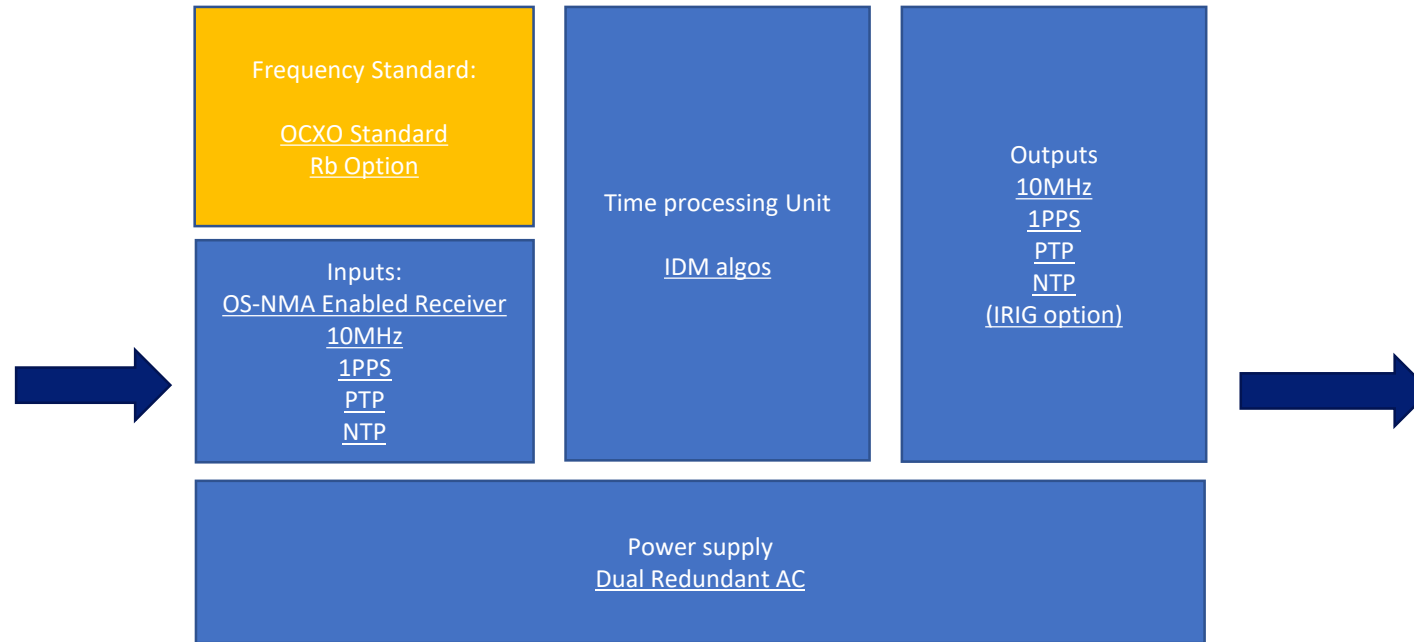 Frequency Standard:
OCXO Standard
Rb Option
Inputs:
OS-NMA Enabled Receiver
10MHz
1PPS
PTP
NTP
Time processing Unit
IDM algos
Outputs
10MHz
1PPS
PTP
NTP
(IRIG option)
Power supply
Dual Redundant AC